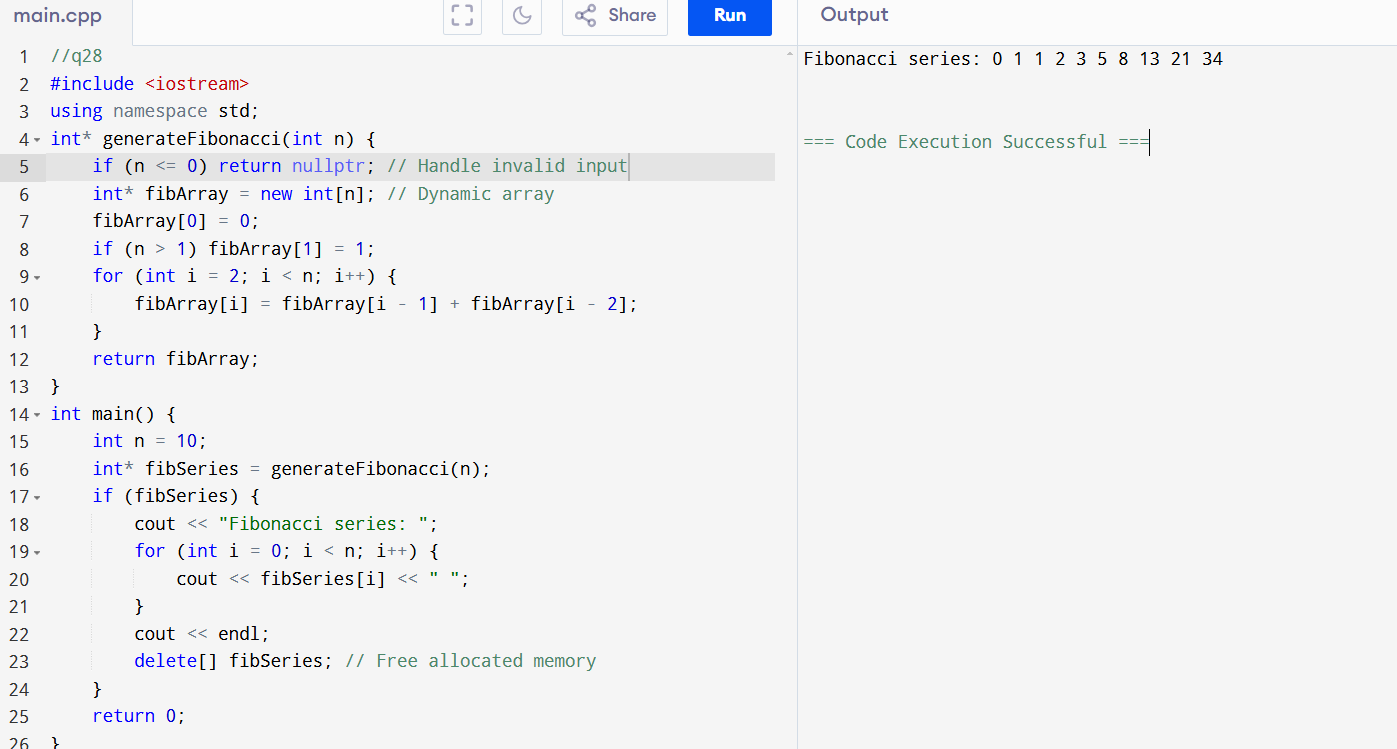 main.cpp
Share
Run
Output
1 //q28
2 #include <iostream>
3 using namespace std;
4 int* generateFibonacci(int n) {
5     if (n <= 0) return nullptr; // Handle invalid input
6     int* fibArray = new int[n]; // Dynamic array
7     fibArray[0] = 0;
8     if (n > 1) fibArray[1] = 1;
9     for (int i = 2; i < n; i++) {
10         fibArray[i] = fibArray[i - 1] + fibArray[i - 2];
11     }
12     return fibArray;
13 }
14 int main() {
15     int n = 10;
16     int* fibSeries = generateFibonacci(n);
17     if (fibSeries) {
18         cout << "Fibonacci series: ";
19         for (int i = 0; i < n; i++) {
20             cout << fibSeries[i] << " ";
21         }
22         cout << endl;
23         delete[] fibSeries; // Free allocated memory
24     }
25     return 0;
26 }
Fibonacci series: 0 1 1 2 3 5 8 13 21 34
=== Code Execution Successful ===